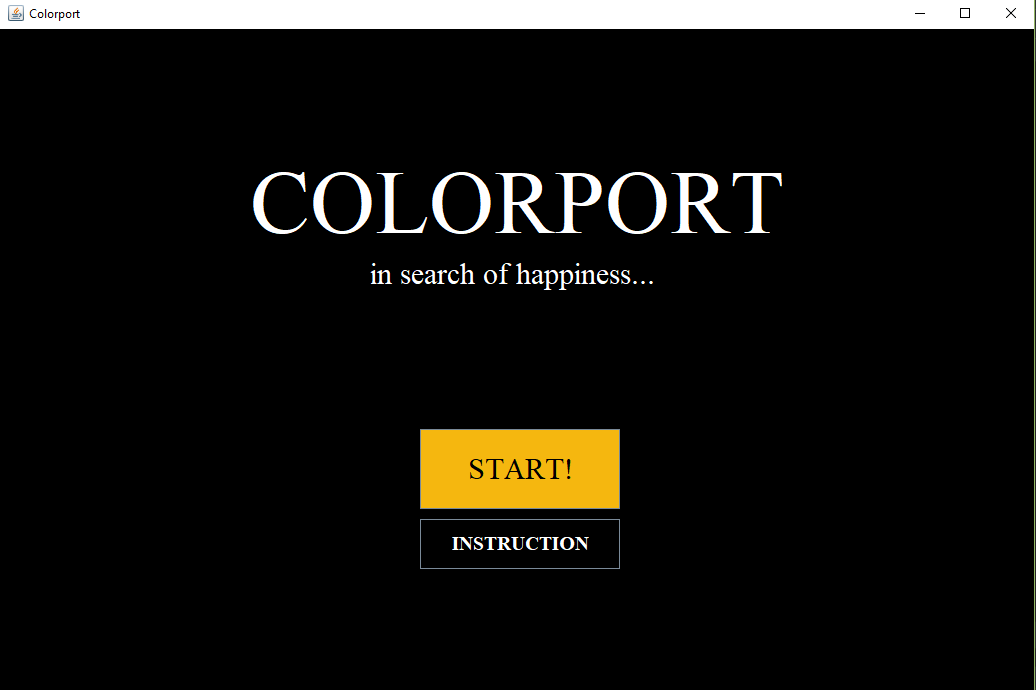 Colorport
COLORPORT
in search of happiness...
START!
INSTRUCTION